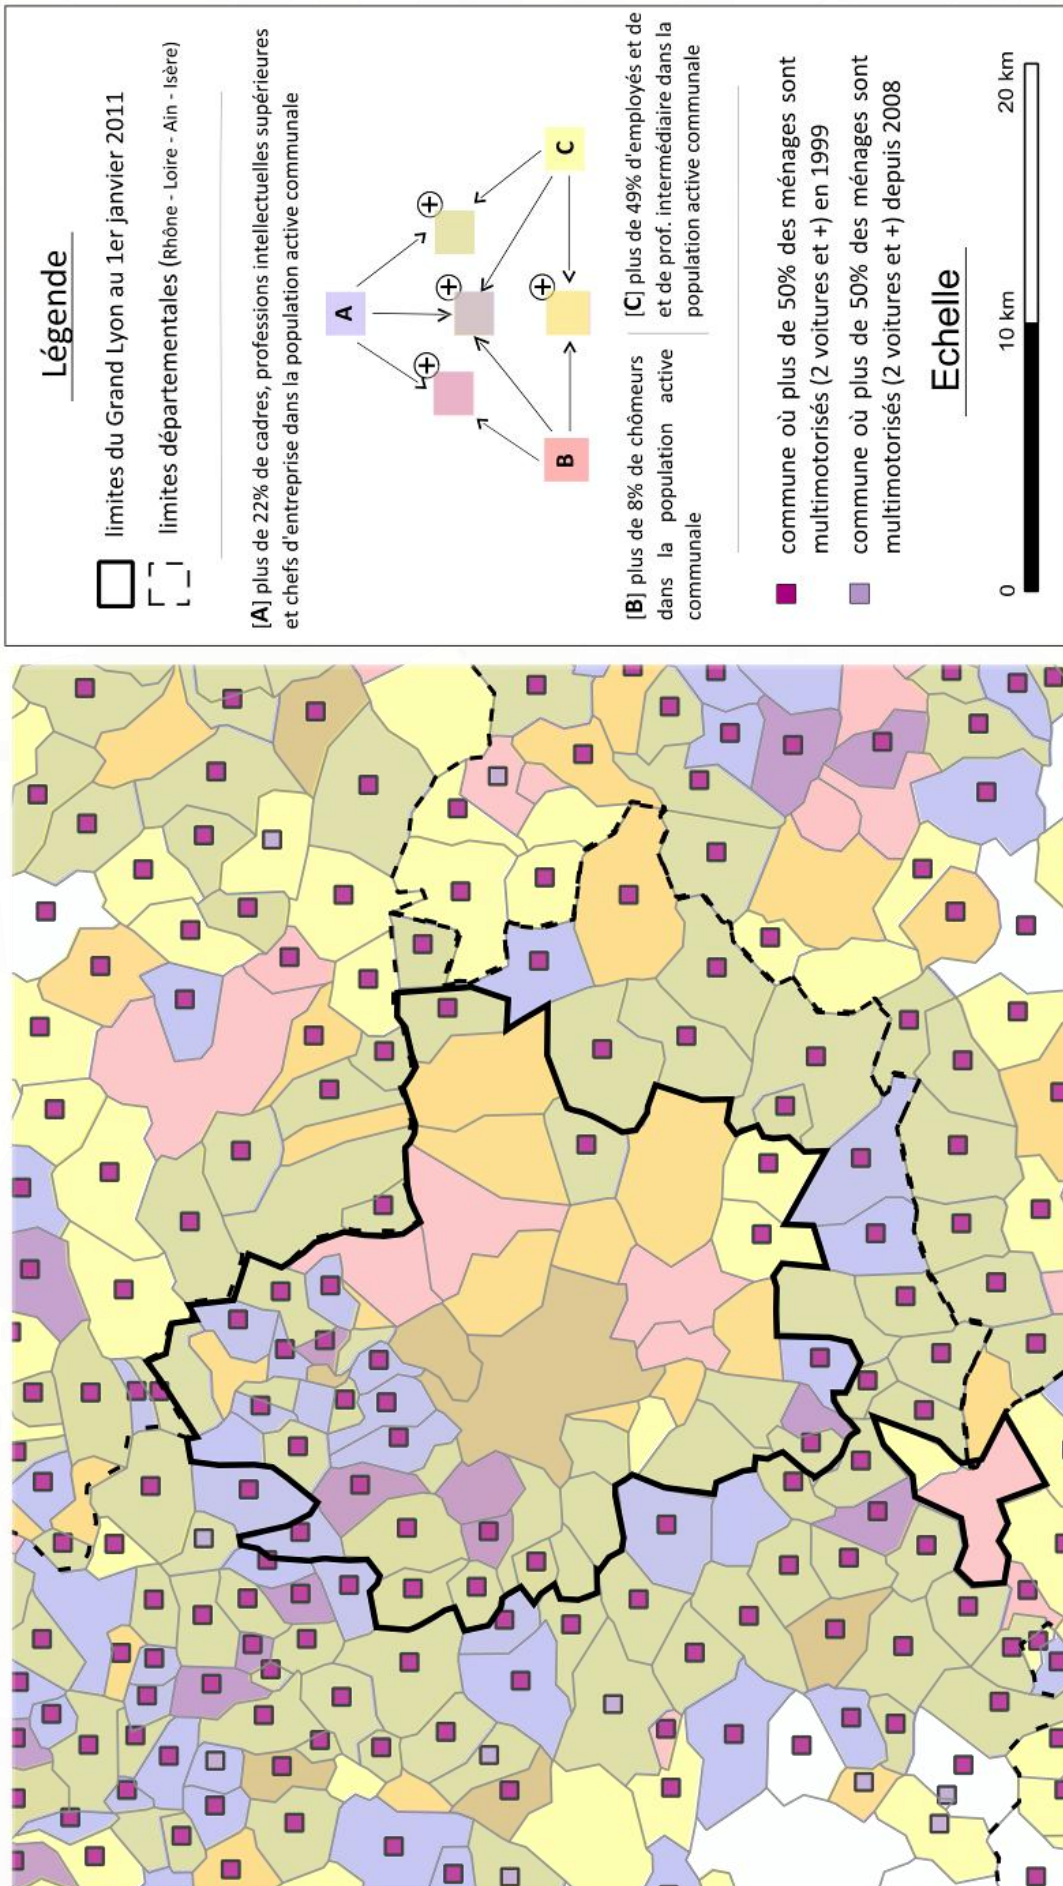 Légende
limites du Grand Lyon au 1er janvier 2011
limites départementales (Rhône - Loire - Ain - Isère)
[A] plus de 22% de cadres, professions intellectuelles supérieures
et chefs d'entreprise dans la population active communale
A
B
C
+
+
+
+
[B] plus de 8% de chômeurs
dans la population active
communale
[C] plus de 49% d'employés et de
et de prof. intermédiaire dans la
population active communale
commune où plus de 50% des ménages sont
multimotorisés (2 voitures et +) en 1999
commune où plus de 50% des ménages sont
multimotorisés (2 voitures et +) depuis 2008
Echelle
0
10 km
20 km